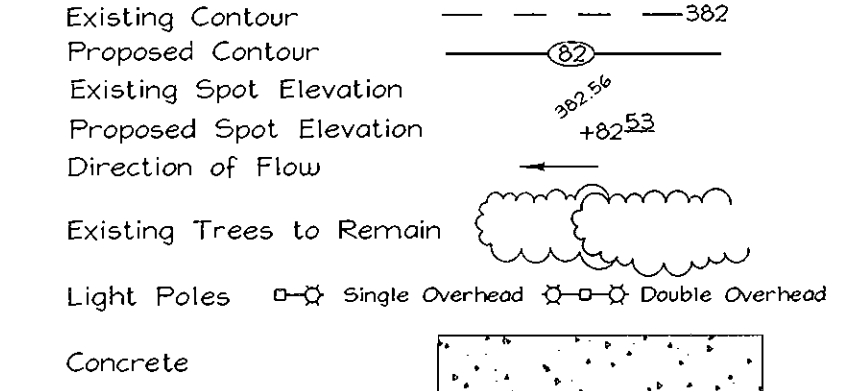 Existing Contour 382
Proposed Contour 82
Existing Spot Elevation 382.56
Proposed Spot Elevation +82 53
Direction of Flow
Existing Trees to Remain
Light Poles Single Overhead Double Overhead
Concrete